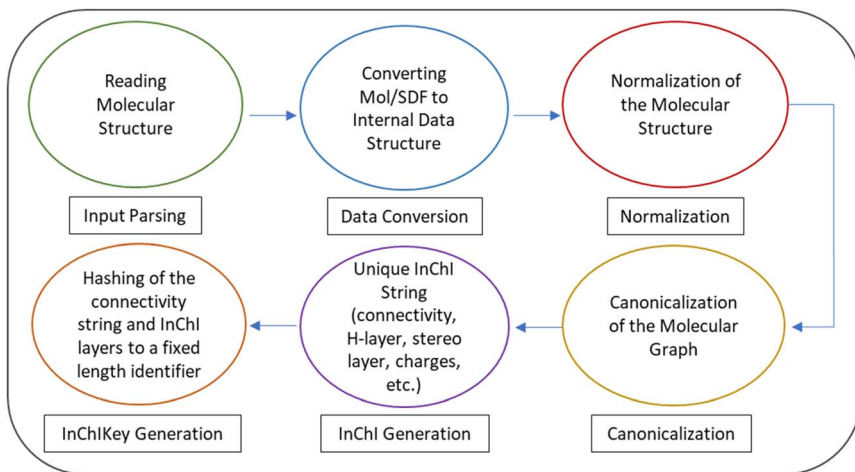 Reading
Molecular
Structure
Input Parsing
Converting
Mol/SDF to
Internal Data
Structure
Data Conversion
Normalization of
the Molecular
Structure
Normalization
Canonicalization
of the Molecular
Graph
Canonicalization
Unique InChI
String
(connectivity,
H-layer, stereo
layer, charges,
etc.)
InChI Generation
Hashing of the
connectivity
string and InChI
layers to a fixed
length identifier
InChIKey Generation